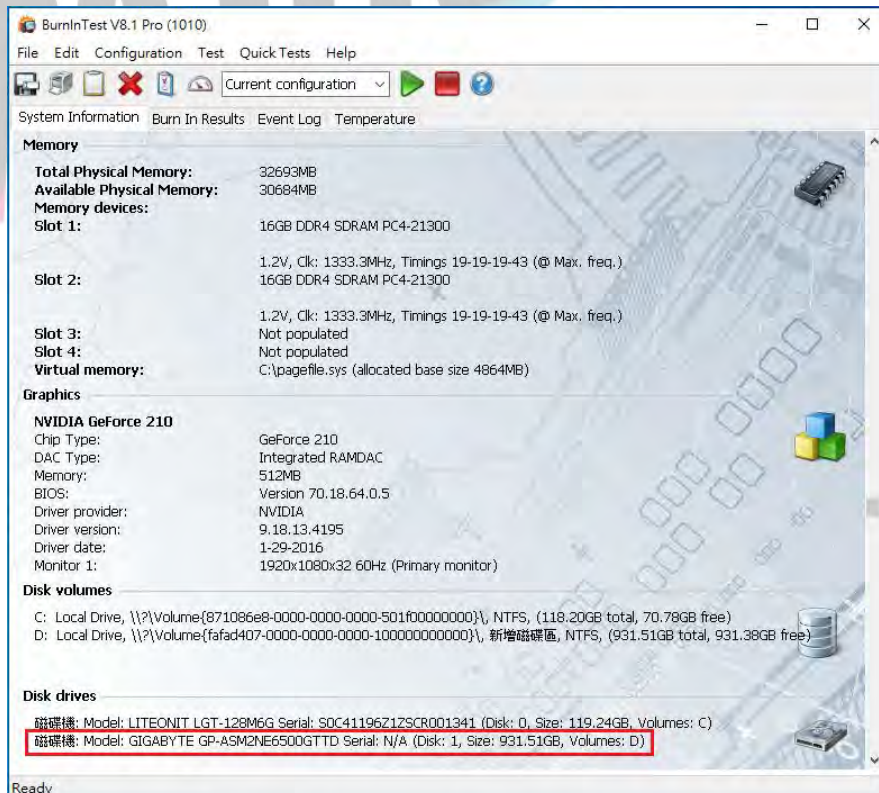 BurnInTest V8.1 Pro (1010)
File Edit Configuration Test Quick Tests Help
Current configuration
System Information Burn In Results Event Log Temperature
Memory
Total Physical Memory: 32693MB
Available Physical Memory: 30684MB
Memory devices:
Slot 1: 16GB DDR4 SDRAM PC4-21300
1.2V, Clk: 1333.3MHz, Timings 19-19-19-43 (@ Max. freq.)
Slot 2: 16GB DDR4 SDRAM PC4-21300
1.2V, Clk: 1333.3MHz, Timings 19-19-19-43 (@ Max. freq.)
Slot 3: Not populated
Slot 4: Not populated
Virtual memory: C:\pagefile.sys (allocated base size 4864MB)
Graphics
NVIDIA GeForce 210
Chip Type: GeForce 210
DAC Type: Integrated RAMDAC
Memory: 512MB
BIOS: Version 70.18.64.0.5
Driver provider: NVIDIA
Driver version: 9.18.13.4195
Driver date: 1-29-2016
Monitor 1: 1920x1080x32 60Hz (Primary monitor)
Disk volumes
C: Local Drive, \\?\Volume{871086e8-0000-0000-0000-501f00000000}\, NTFS, (118.20GB total, 70.78GB free)
D: Local Drive, \\?\Volume{fafad407-0000-0000-0000-100000000000}\, 新增磁碟區, NTFS, (931.51GB total, 931.38GB free)
Disk drives
磁碟機: Model: LITEONIT LGT-128M6G Serial: S0C41196Z1ZSCR001341 (Disk: 0, Size: 119.24GB, Volumes: C)
磁碟機: Model: GIGABYTE GP-ASM2NE6500GTTD Serial: N/A (Disk: 1, Size: 931.51GB, Volumes: D)
Ready